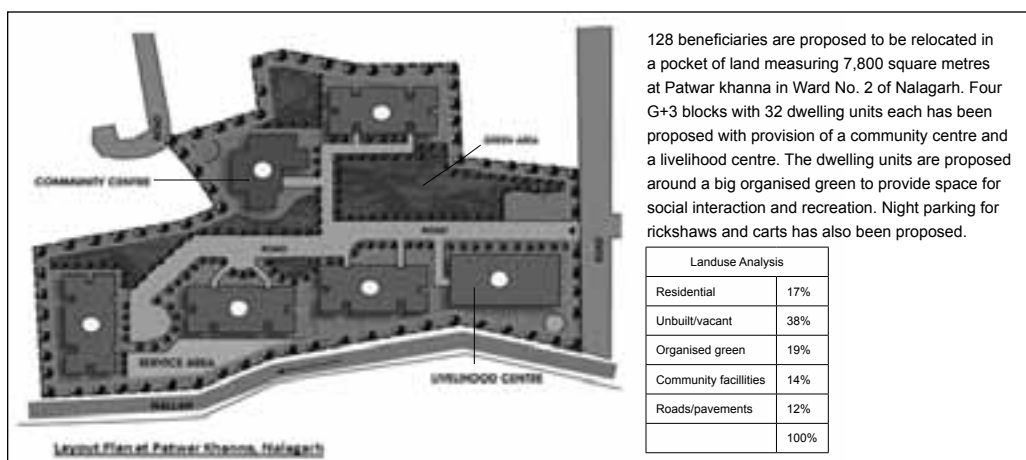 128 beneficiaries are proposed to be relocated in
a pocket of land measuring 7,800 square metres
at Patwar khanna in Ward No. 2 of Nalagarh. Four
G+3 blocks with 32 dwelling units each has been
proposed with provision of a community centre and
a livelihood centre. The dwelling units are proposed
around a big organised green to provide space for
social interaction and recreation. Night parking for
rickshaws and carts has also been proposed.
Landuse Analysis
Residential 17%
Unbuilt/vacant 38%
Organised green 19%
Community facillities 14%
Roads/pavements 12%
100%
ROAD
GREEN AREA
COMMUNITY CENTRE
ROAD
ROAD
ROAD
SERVICE AREA
LIVELIHOOD CENTRE
NALLAH
Layout Plan at Patwar Khanna, Nalagarh